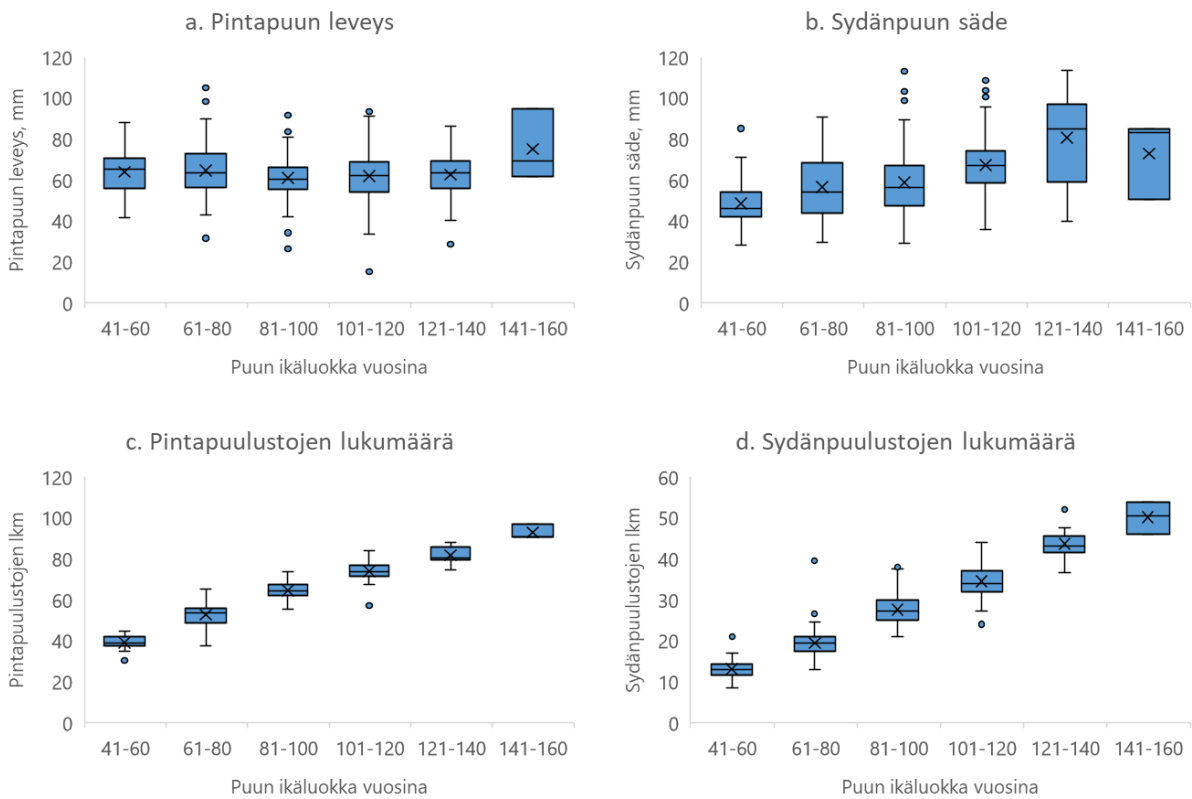 a. Pintapuun leveys
Pintapuun leveys, mm
120
100
80
60
40
20
0
41-60 61-80 81-100 101-120 121-140 141-160
Puun ikäluokka vuosina
b. Sydänpuun säde
Sydänpuun säde, mm
120
100
80
60
40
20
0
41-60 61-80 81-100 101-120 121-140 141-160
Puun ikäluokka vuosina
c. Pintapuulustojen lukumäärä
Pintapuulustojen lkm
120
100
80
60
40
20
0
41-60 61-80 81-100 101-120 121-140 141-160
Puun ikäluokka vuosina
d. Sydänpuulustojen lukumäärä
Sydänpuulustojen lkm
60
50
40
30
20
10
0
41-60 61-80 81-100 101-120 121-140 141-160
Puun ikäluokka vuosina